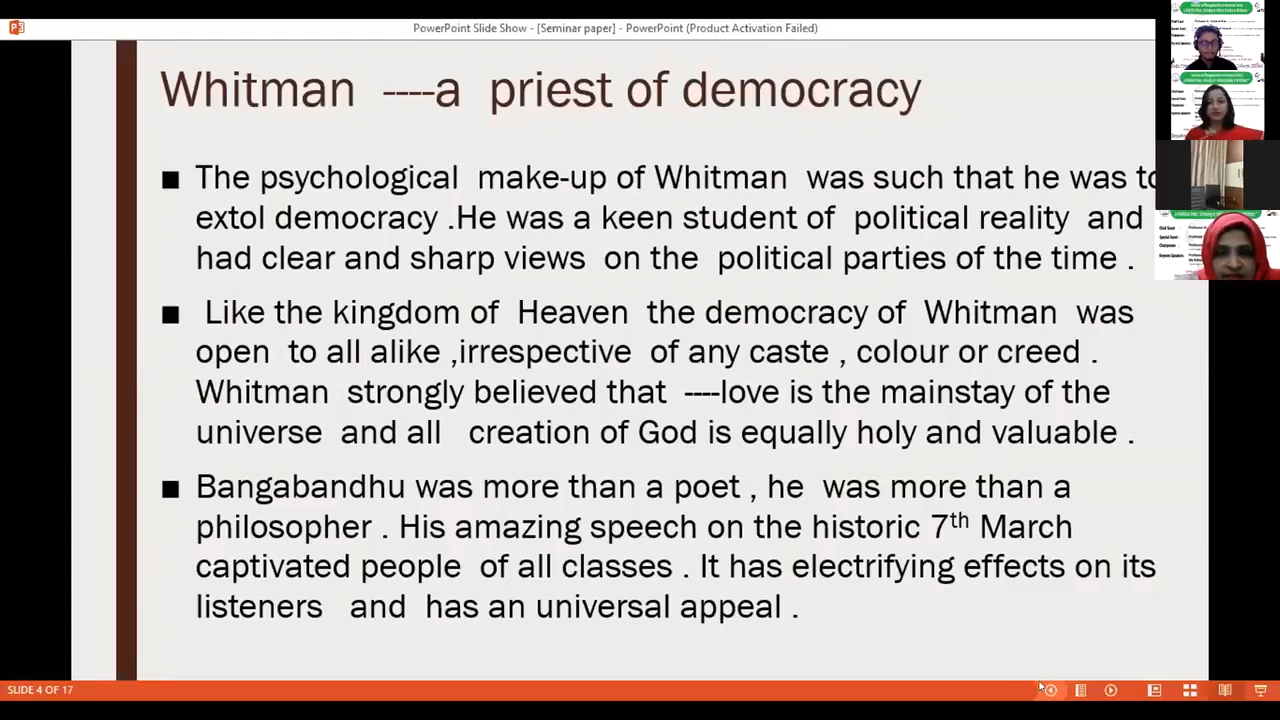 PowerPoint Slide Show - [Seminar paper] - PowerPoint (Product Activation Failed)
Whitman ----a priest of democracy
■ The psychological make-up of Whitman was such that he was to
extol democracy .He was a keen student of political reality and
had clear and sharp views on the political parties of the time .
■ Like the kingdom of Heaven the democracy of Whitman was
open to all alike ,irrespective of any caste , colour or creed .
Whitman strongly believed that ----love is the mainstay of the
universe and all creation of God is equally holy and valuable .
■ Bangabandhu was more than a poet , he was more than a
philosopher . His amazing speech on the historic 7th March
captivated people of all classes . It has electrifying effects on its
listeners and has an universal appeal .
SLIDE 4 OF 17